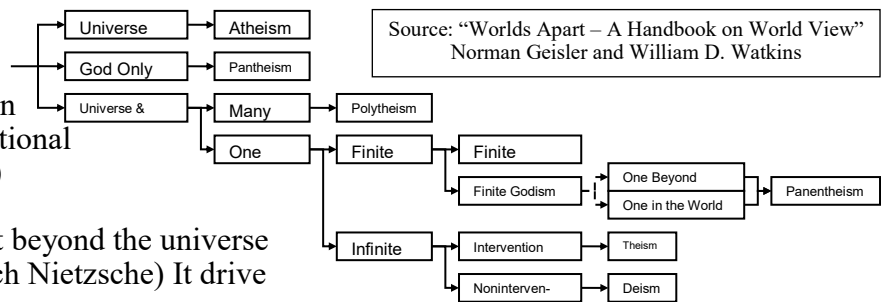 Universe
Atheism
Source: “Worlds Apart – A Handbook on World View”
Norman Geisler and William D. Watkins
God Only
Pantheism
Universe &
Many
Polytheism
One
Finite
Finite
Finite Godism
One Beyond
One in the World
Panentheism
Infinite
Intervention
Theism
Noninterven-
Deism
n
tional
)
t beyond the universe
ch Nietzsche) It drive